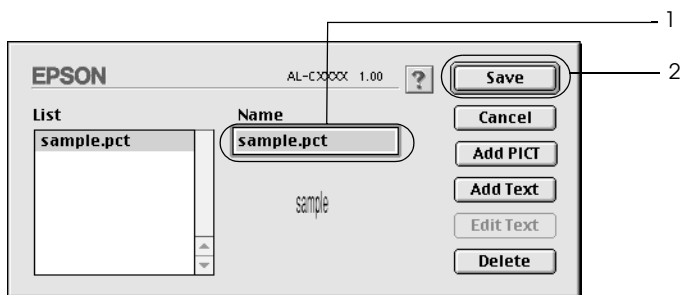 1
EPSON
AL-CXXXX 1.00
?
Save
2
List
Name
Cancel
sample.pct
sample.pct
Add PICT
sample
Add Text
Edit Text
Delete